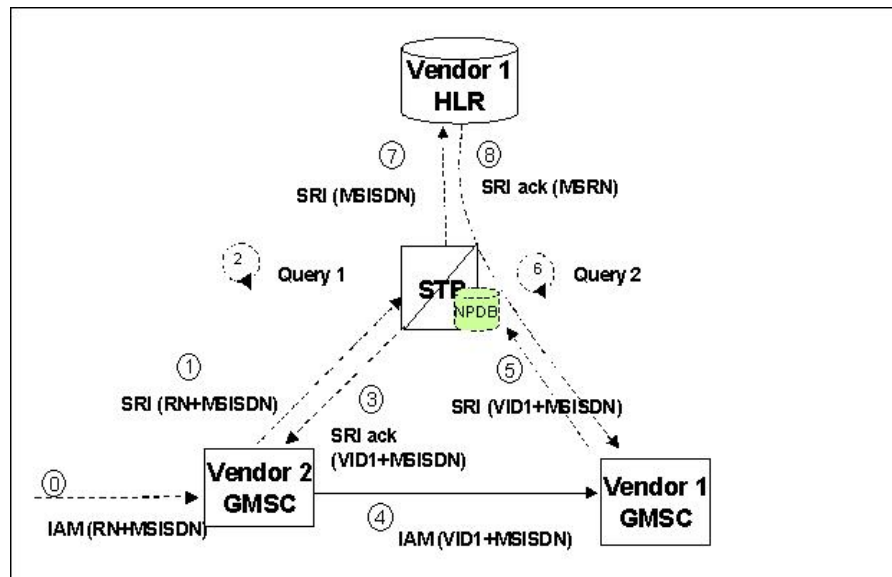 Vendor 1
HLR
7
8
SRI (MSISDN)
SRI ack (MSRN)
2
Query 1
6
Query 2
STP
NPDB
1
5
SRI (RN+MSISDN)
3
SRI (VID1+MSISDN)
SRI ack
(VID1+MSISDN)
0
Vendor 2
GMSC
Vendor 1
GMSC
IAM (RN+MSISDN)
4
IAM (VID1+MSISDN)